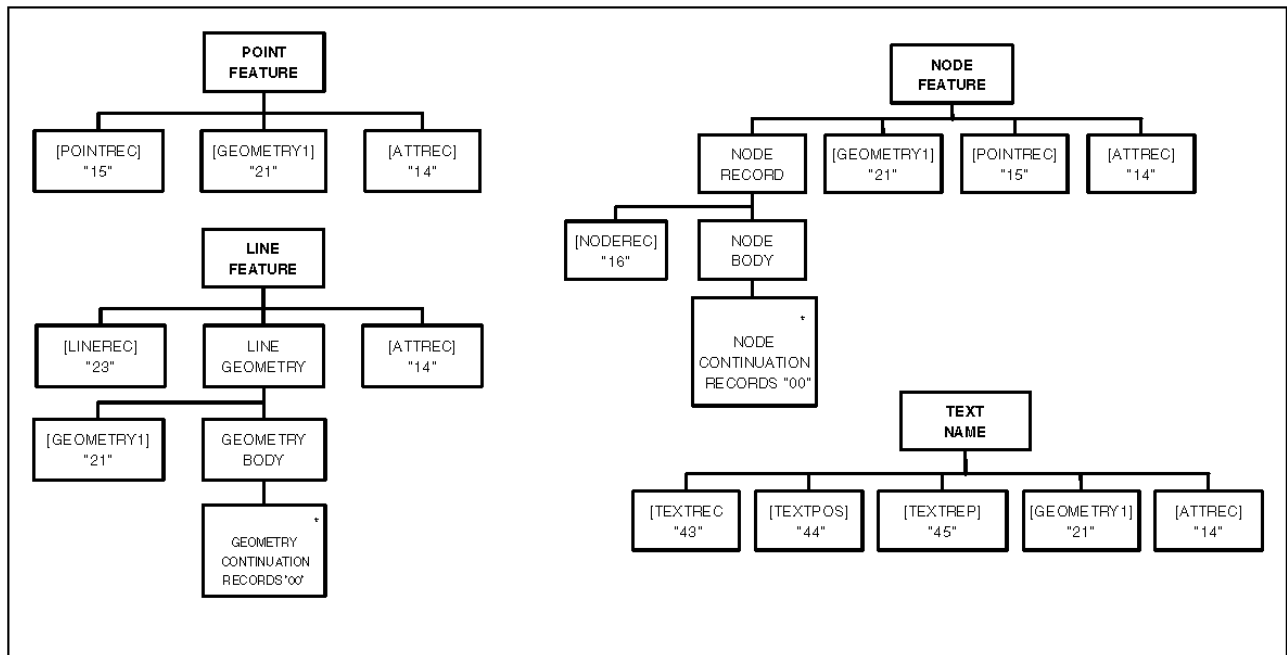 POINT
FEATURE
[POINTREC]
"15"
[GEOMETRY1]
"21"
[ATTREC]
"14"
LINE
FEATURE
[LINEREC]
"23"
LINE
GEOMETRY
[ATTREC]
"14"
[GEOMETRY1]
"21"
GEOMETRY
BODY
*
GEOMETRY
CONTINUATION
RECORDS"00"
NODE
FEATURE
NODE
RECORD
[GEOMETRY1]
"21"
[POINTREC]
"15"
[ATTREC]
"14"
[NODEREC]
"16"
NODE
BODY
*
NODE
CONTINUATION
RECORDS "00"
TEXT
NAME
[TEXTREC
"43"
[TEXTPOS]
"44"
[TEXTREP]
"45"
[GEOMETRY1]
"21"
[ATTREC]
"14"